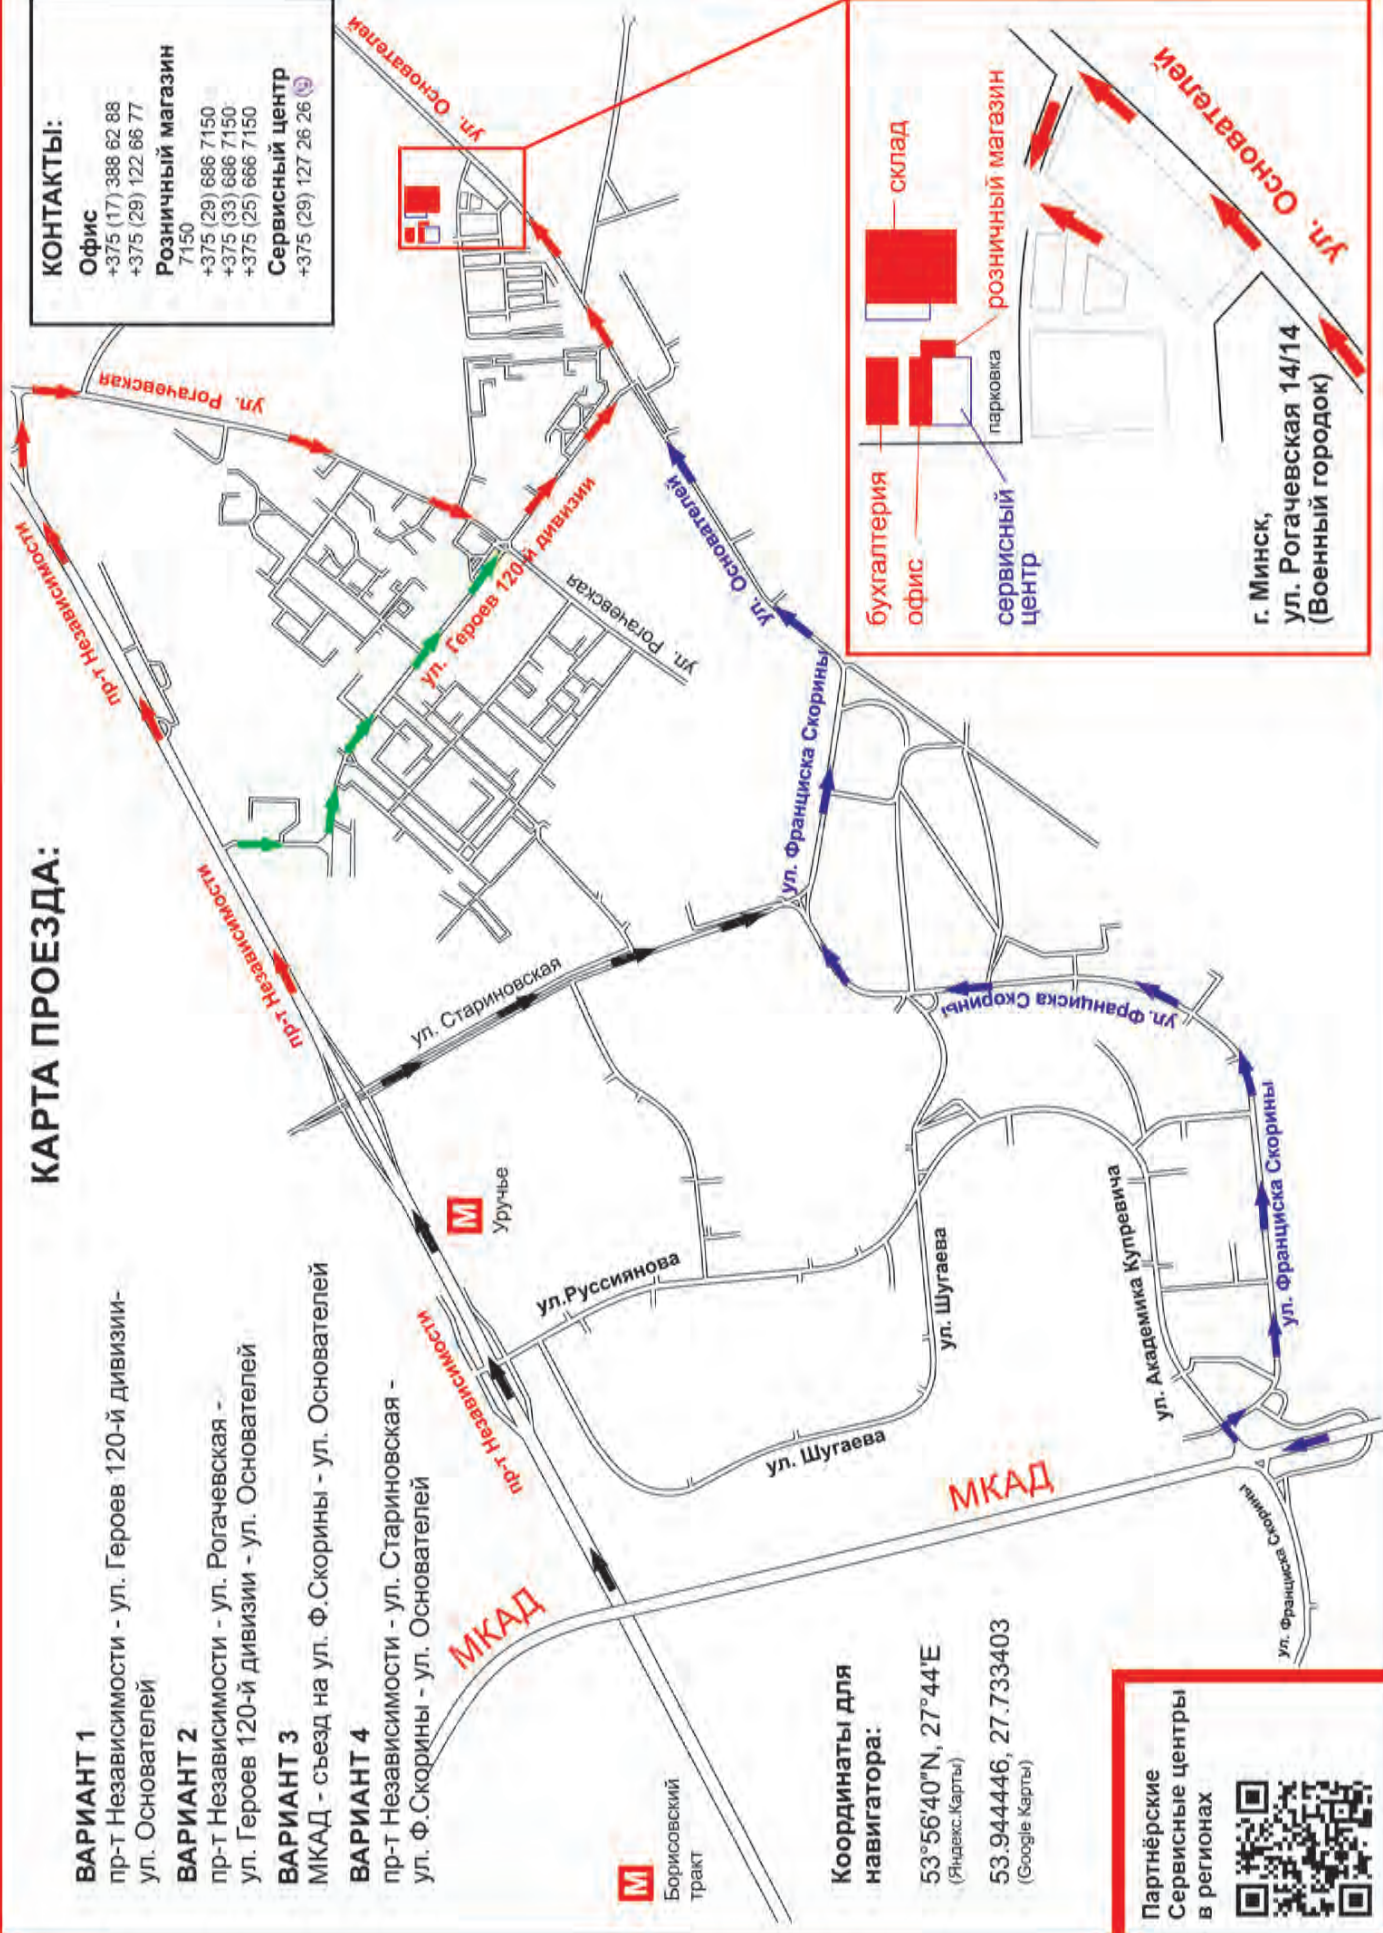 КАРТА ПРОЕЗДА:
ВАРИАНТ 1
пр-т Независимости - ул. Героев 120-й дивизии-
ул. Основателей
ВАРИАНТ 2
пр-т Независимости - ул. Рогачевская -
ул. Героев 120-й дивизии - ул. Основателей
ВАРИАНТ 3
МКАД - съезд на ул. Ф.Скорины - ул. Основателей
ВАРИАНТ 4
пр-т Независимости - ул. Стариновская -
ул. Ф.Скорины - ул. Основателей
КОНТАКТЫ:
Офис
+375 (17) 388 62 88
+375 (29) 122 66 77
Розничный магазин
7150
+375 (29) 686 7150
+375 (33) 686 7150
+375 (25) 666 7150
Сервисный центр
+375 (29) 127 26 26
пр-т Независимости
пр-т Независимости
пр-т Независимости
ул. Рогачевская
ул. Основателей
ул. Героев 120-й дивизии
ул. Рогачевская
ул. Стариновская
М
Уручье
ул.Руссиянова
ул. Основателей
ул. Франциска Скорины
ул. Франциска Скорины
ул. Шугаева
ул. Шугаева
ул. Академика Купревича
ул. Франциска Скорины
МКАД
МКАД
ул. Франциска Скорины
ул. Франциска Скорины
М
Борисовский
тракт
Координаты для
навигатора:
53°56'40"N, 27°44'E
(Яндекс.Карты)
53.944446, 27.733403
(Google Карты)
бухгалтерия
офис
склад
розничный магазин
парковка
сервисный
центр
ул. Основателей
г. Минск,
ул. Рогачевская 14/14
(Военный городок)
Партнёрские
Сервисные центры
в регионах